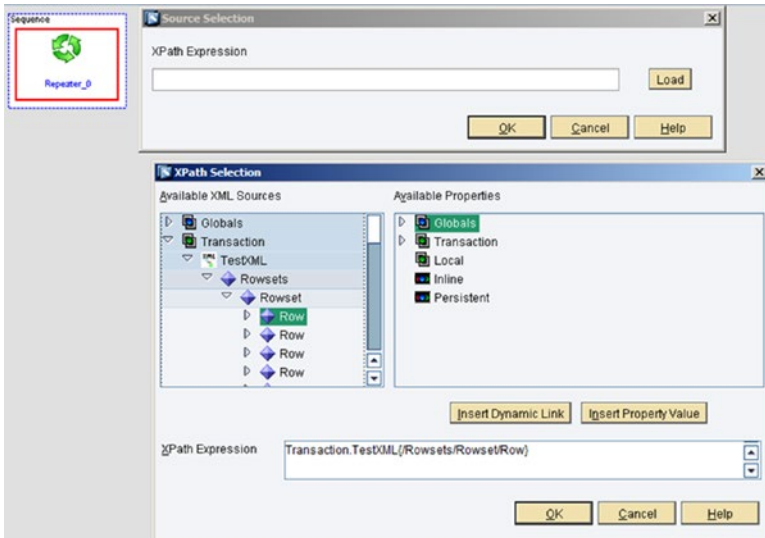 Sequence
Repeater_0
Source Selection
XPath Expression
Load
OK
Cancel
Help
XPath Selection
Available XML Sources
Globals
Transaction
TestXML
Rowsets
Rowset
Row
Row
Row
Row
Available Properties
Globals
Transaction
Local
Inline
Persistent
Insert Dynamic Link
Insert Property Value
XPath Expression
Transaction.TestXML{/Rowsets/Rowset/Row}
OK
Cancel
Help